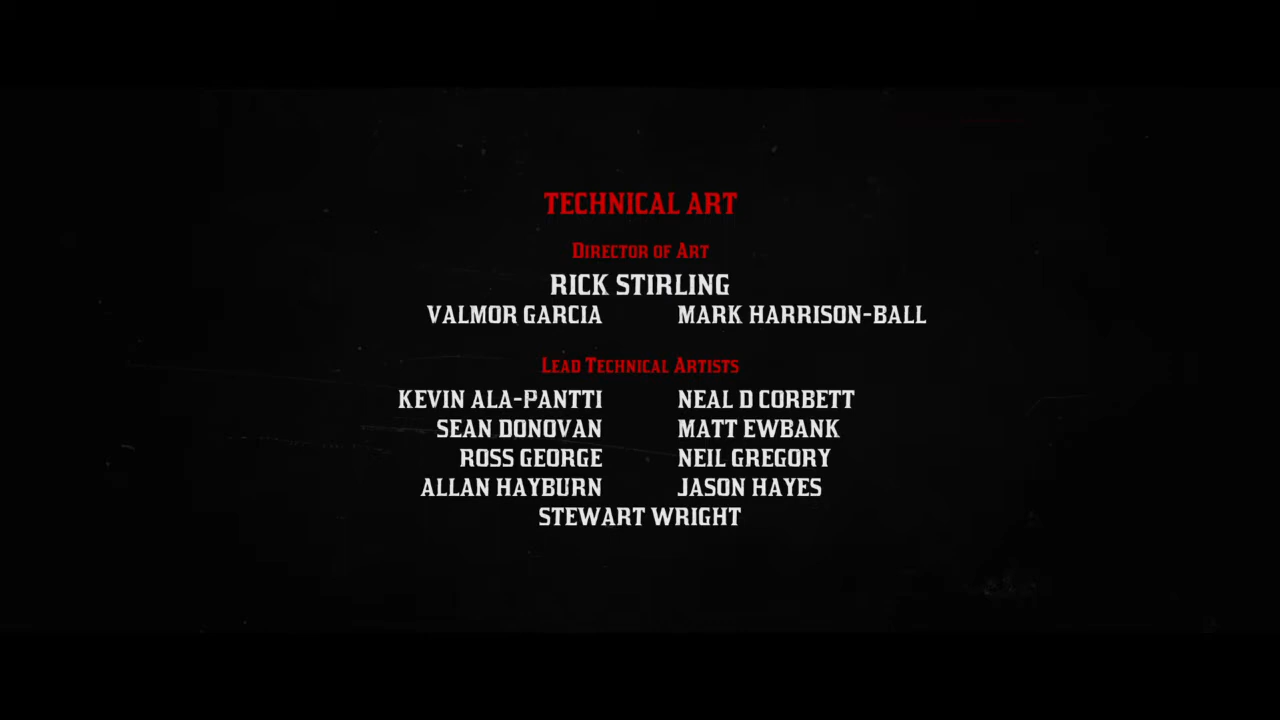 TECHNICAL ART
DIRECTOR OF ART
RICK STIRLING
VALMOR GARCIA MARK HARRISON-BALL
LEAD TECHNICAL ARTISTS
KEVIN ALA-PANTTI NEAL D CORBETT
SEAN DONOVAN MATT EWBANK
ROSS GEORGE NEIL GREGORY
ALLAN HAYBURN JASON HAYES
STEWART WRIGHT